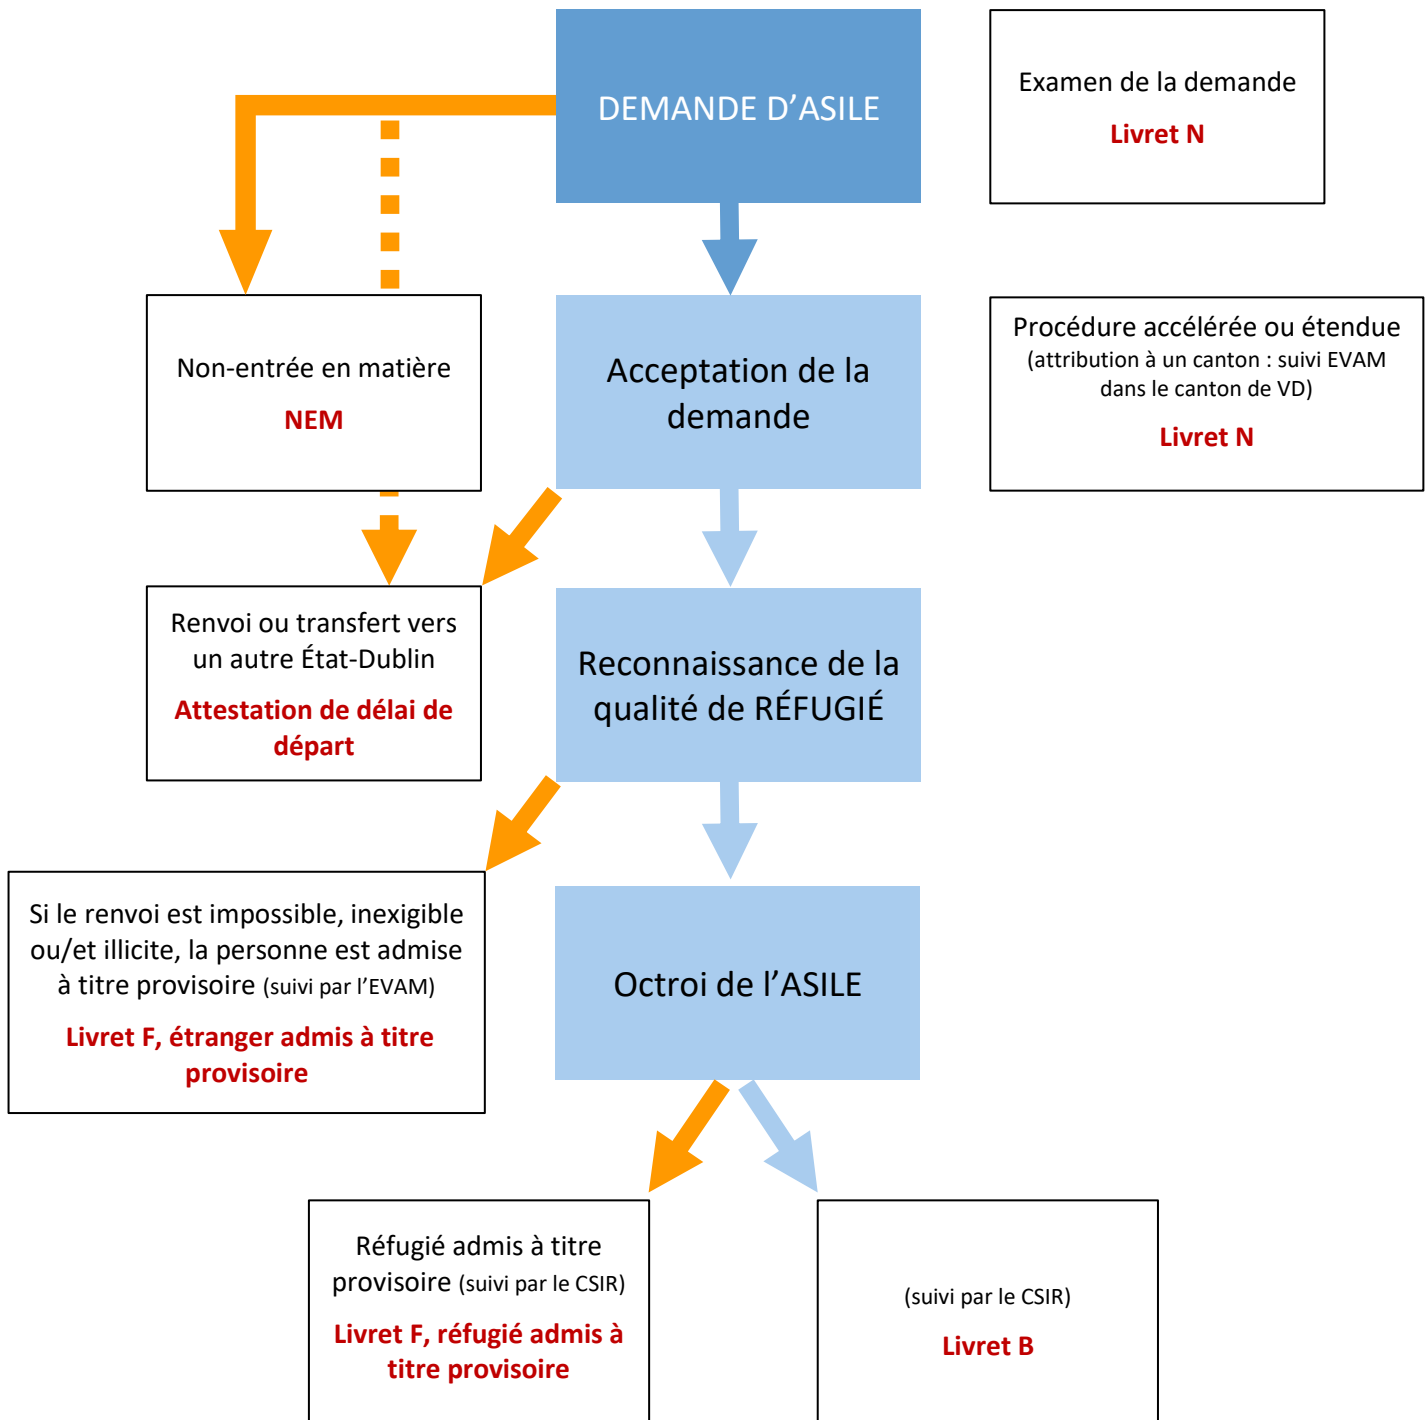 DEMANDE D’ASILE
Examen de la demande
Livret N
Non-entrée en matière
NEM
Acceptation de la
demande
Procédure accélérée ou étendue
(attribution à un canton : suivi EVAM
dans le canton de VD)
Livret N
Renvoi ou transfert vers
un autre État-Dublin
Attestation de délai de
départ
Reconnaissance de la
qualité de RÉFUGIÉ
Si le renvoi est impossible, inexigible
ou/et illicite, la personne est admise
à titre provisoire (suivi par l’EVAM)
Livret F, étranger admis à titre
provisoire
Octroi de l’ASILE
Réfugié admis à titre
provisoire (suivi par le CSIR)
Livret F, réfugié admis à
titre provisoire
(suivi par le CSIR)
Livret B